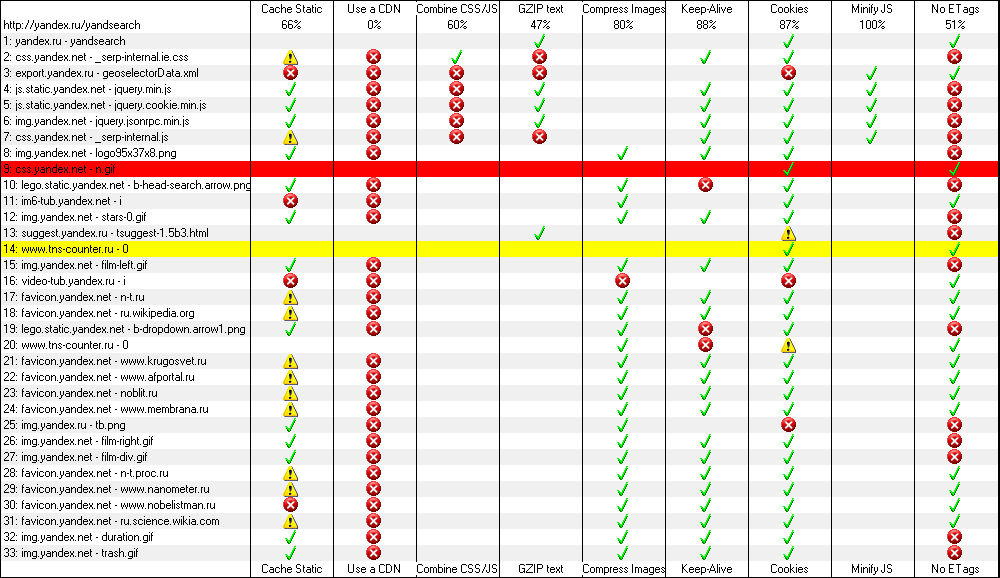 Cache Static Use a CDN Combine CSS/JS GZIP text Compress Images Keep-Alive Cookies Minify JS No ETags
http://yandex.ru/yandsearch 66% 0% 60% 47% 80% 88% 87% 100% 51%
1: yandex.ru - yandsearch
2: css.yandex.net - _serp-internal.ie.css
3: export.yandex.ru - geoselectorData.xml
4: js.static.yandex.net - jquery.min.js
5: js.static.yandex.net - jquery.cookie.min.js
6: img.yandex.net - jquery.jsonrpc.min.js
7: css.yandex.net - _serp-internal.js
8: img.yandex.net - logo95x37x8.png
9: css.yandex.net - n.gif
10: lego.static.yandex.net - b-head-search.arrow.png
11: im6-tub.yandex.net - i
12: img.yandex.net - stars-0.gif
13: suggest.yandex.ru - tsuggest-1.5b3.html
14: www.tns-counter.ru - 0
15: img.yandex.net - film-left.gif
16: video-tub.yandex.ru - i
17: favicon.yandex.net - n-t.ru
18: favicon.yandex.net - ru.wikipedia.org
19: lego.static.yandex.net - b-dropdown.arrow1.png
20: www.tns-counter.ru - 0
21: favicon.yandex.net - www.krugosvet.ru
22: favicon.yandex.net - www.afportal.ru
23: favicon.yandex.net - noblit.ru
24: favicon.yandex.net - www.membrana.ru
25: img.yandex.ru - tb.png
26: img.yandex.net - film-right.gif
27: img.yandex.net - film-div.gif
28: favicon.yandex.net - n-t.proc.ru
29: favicon.yandex.net - www.nanometer.ru
30: favicon.yandex.net - www.nobelistman.ru
31: favicon.yandex.net - ru.science.wikia.com
32: img.yandex.net - duration.gif
33: img.yandex.net - trash.gif
Cache Static Use a CDN Combine CSS/JS GZIP text Compress Images Keep-Alive Cookies Minify JS No ETags